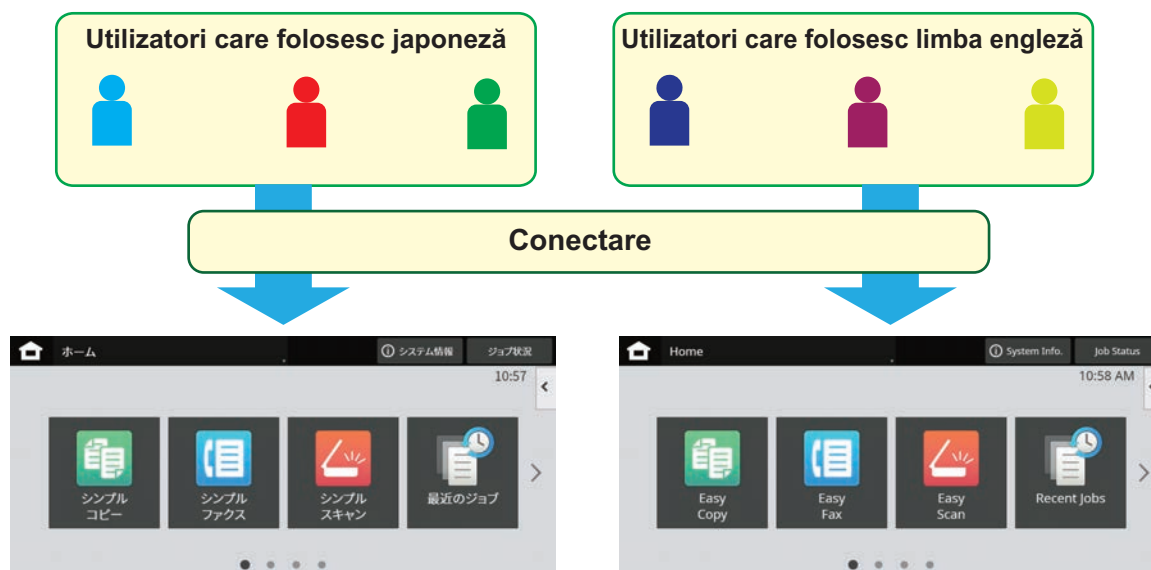 Utilizatori care folosesc japoneză
Utilizatori care folosesc limba engleză
Conectare
ホーム
システム情報
ジョブ状況
10:57
シンプル
コピー
シンプル
ファクス
シンプル
スキャン
最近のジョブ
Home
System Info.
Job Status
10:58 AM
Easy
Copy
Easy
Fax
Easy
Scan
Recent Jobs